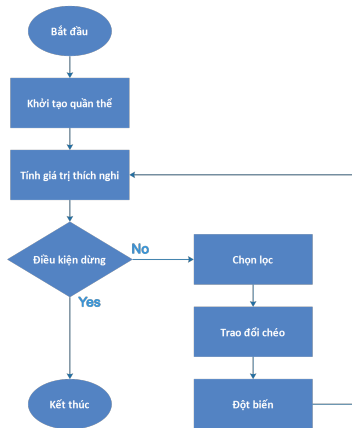 Bắt đầu
Khởi tạo quần thể
Tính giá trị thích nghi
Điều kiện dừng
No
Chọn lọc
Yes
Trao đổi chéo
Kết thúc
Đột biến